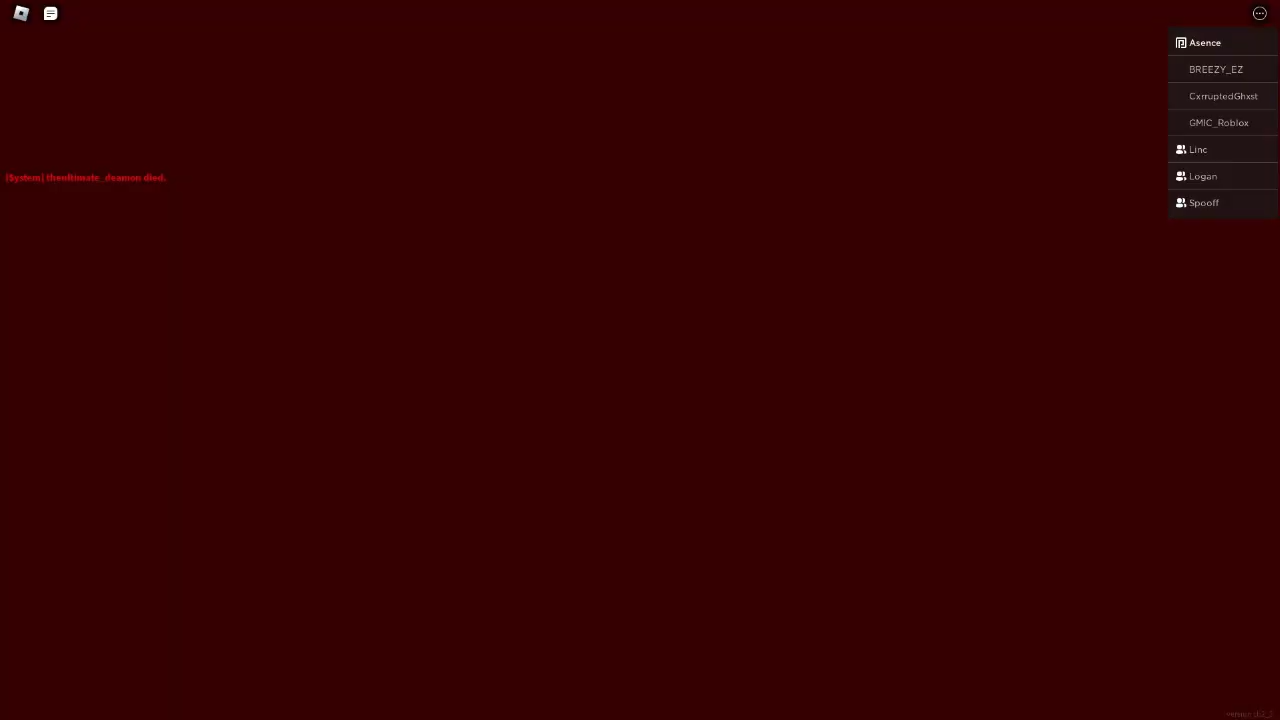 Asence
BREEZY_EZ
CxrruptedGhxst
GMIC_Roblox
[System] theultimate_deamon died.
Linc
Logan
Spooff